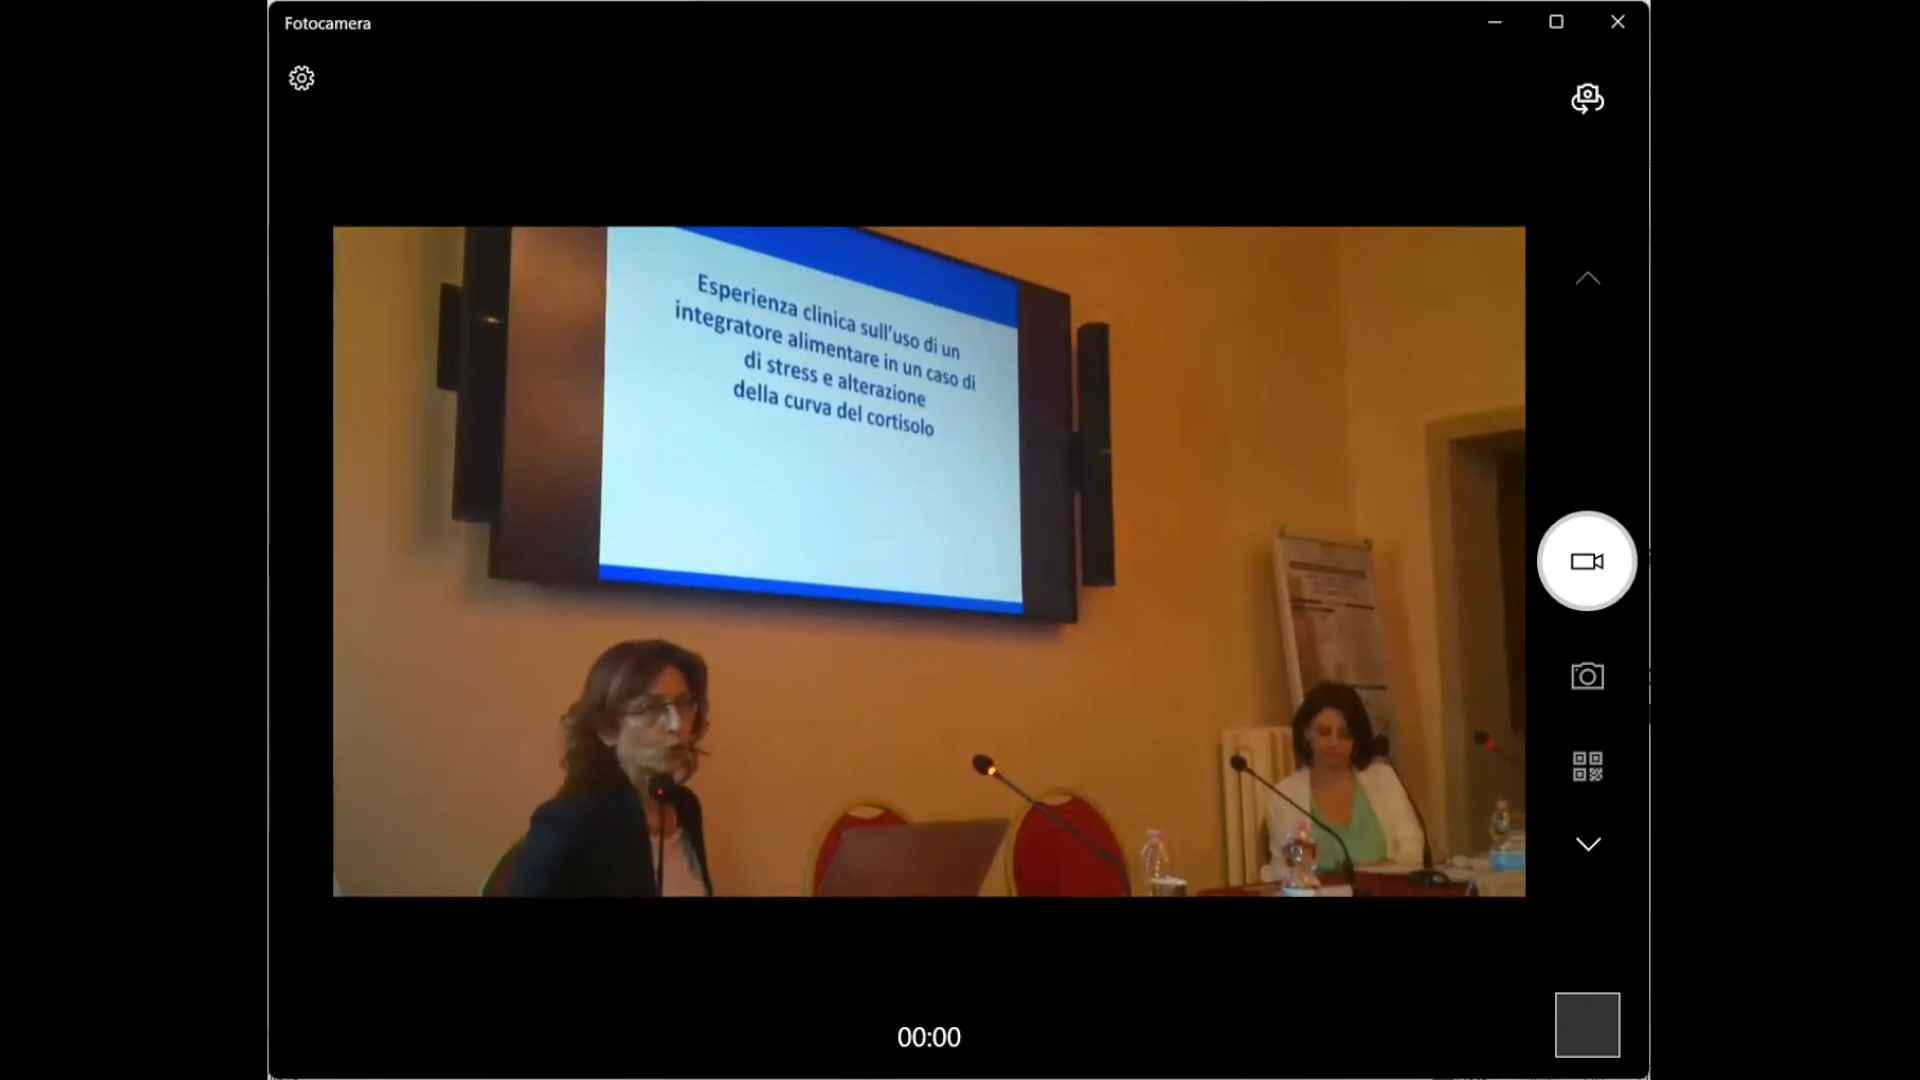 Fotocamera
Esperienza clinica sull'uso di un
integratore alimentare in un caso di
di stress e alterazione
della curva del cortisolo
00:00